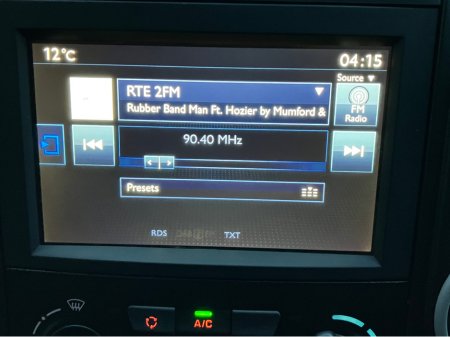 12°C
04:15
Source ▼
RTE 2FM ▼
Rubber Band Man Ft. Hozier by Mumford &
FM
Radio
90.40 MHz
Presets
RDS
TXT
A/C